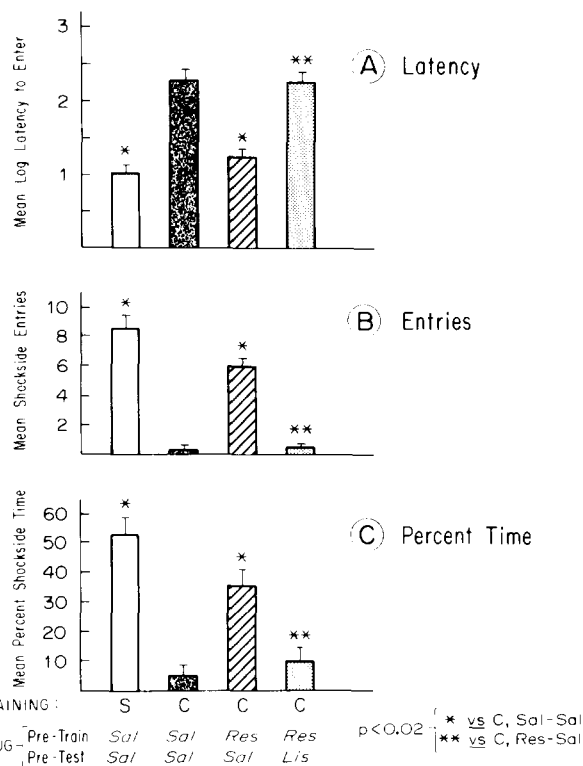 3
2
1
Mean Log Latency to Enter
*
*
**
A Latency
10
8
6
4
2
Mean Shockside Entries
*
*
**
B Entries
60
50
40
30
20
10
Mean Percent Shockside Time
*
*
**
C Percent Time
AINING: S C C C
UG Pre-Train Sal Sal Res Res
Pre-Test Sal Sal Sal Lis
p<0.02 * vs C, Sal-Sal
** vs C, Res-Sal